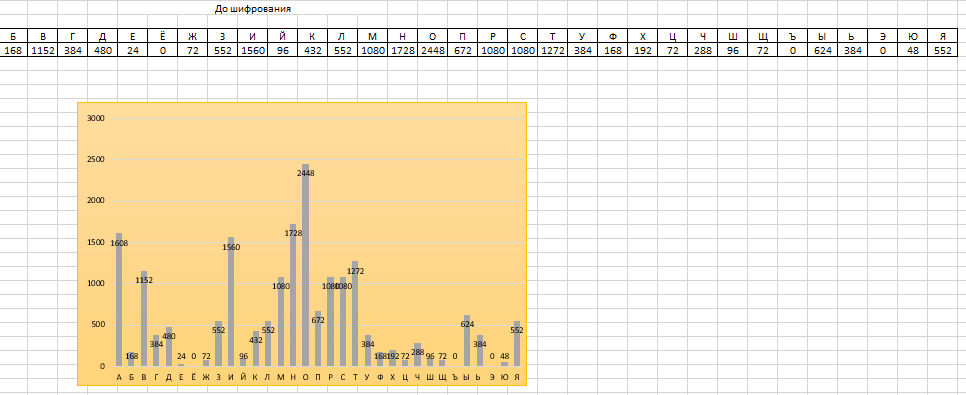 До шифрования
Б В Г Д Е Ё Ж З И Й К Л М Н О П Р С Т У Ф Х Ц Ч Ш Щ Ъ Ы Ь Э Ю Я
168 1152 384 480 24 0 72 552 1560 96 432 552 1080 1728 2448 672 1080 1080 1272 384 168 192 72 288 96 72 0 624 384 0 48 552
3000
2500
2000
1500
1000
500
0
1608 168 1152 384 480 24 0 72 552 1560 96 432 552 1080 1728 2448 672 1080 1080 1272 384 168 192 72 288 96 72 0 624 384 0 48 552
А Б В Г Д Е Ё Ж З И Й К Л М Н О П Р С Т У Ф Х Ц Ч Ш Щ Ъ Ы Ь Э Ю Я